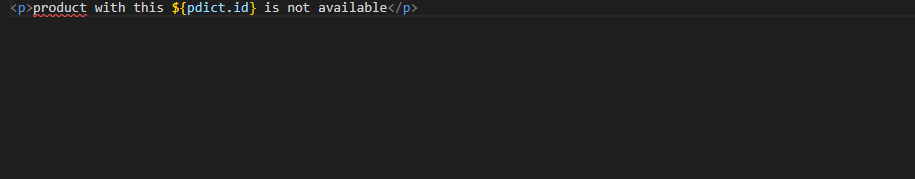 <p>product with this ${pdict.id} is not available</p>